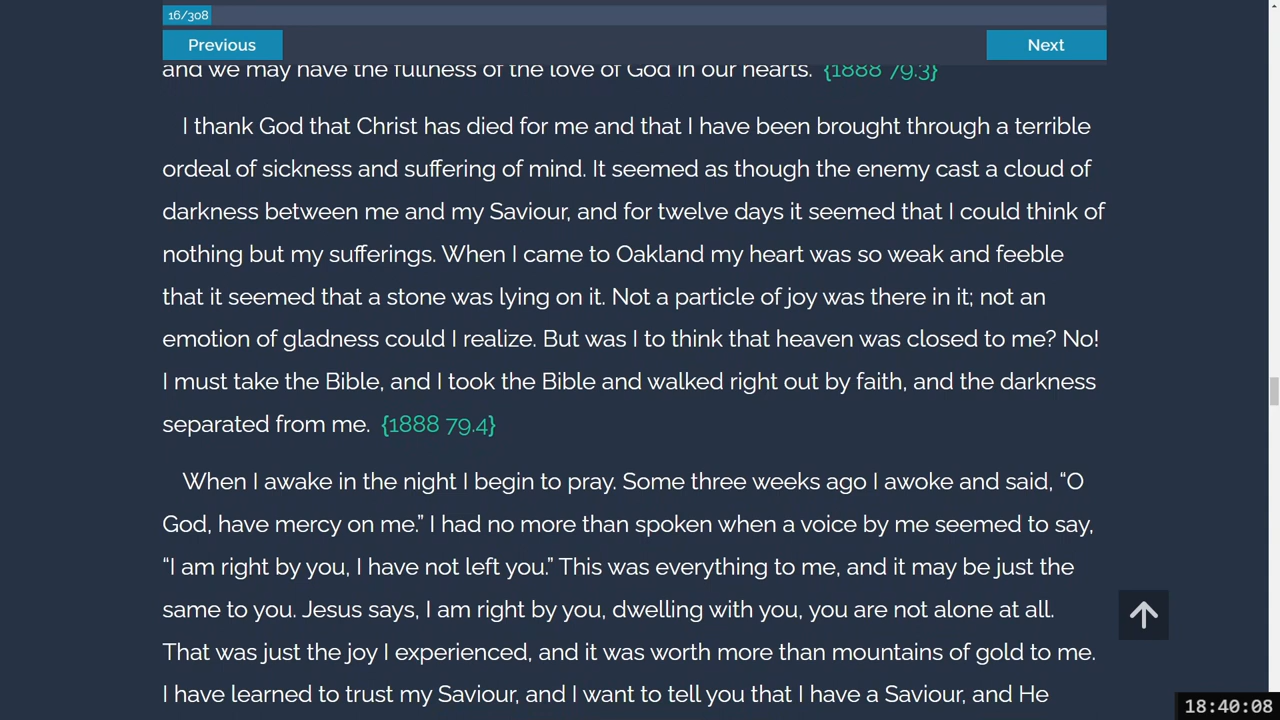 16/308
Previous
Next
and we may have the fullness of the love of God in our hearts. {1888 79.3}
I thank God that Christ has died for me and that I have been brought through a terrible
ordeal of sickness and suffering of mind. It seemed as though the enemy cast a cloud of
darkness between me and my Saviour, and for twelve days it seemed that I could think of
nothing but my sufferings. When I came to Oakland my heart was so weak and feeble
that it seemed that a stone was lying on it. Not a particle of joy was there in it; not an
emotion of gladness could I realize. But was I to think that heaven was closed to me? No!
I must take the Bible, and I took the Bible and walked right out by faith, and the darkness
separated from me. {1888 79.4}
When I awake in the night I begin to pray. Some three weeks ago I awoke and said, “O
God, have mercy on me.” I had no more than spoken when a voice by me seemed to say,
“I am right by you, I have not left you.” This was everything to me, and it may be just the
same to you. Jesus says, I am right by you, dwelling with you, you are not alone at all.
That was just the joy I experienced, and it was worth more than mountains of gold to me.
I have learned to trust my Saviour, and I want to tell you that I have a Saviour, and He
18:40:08